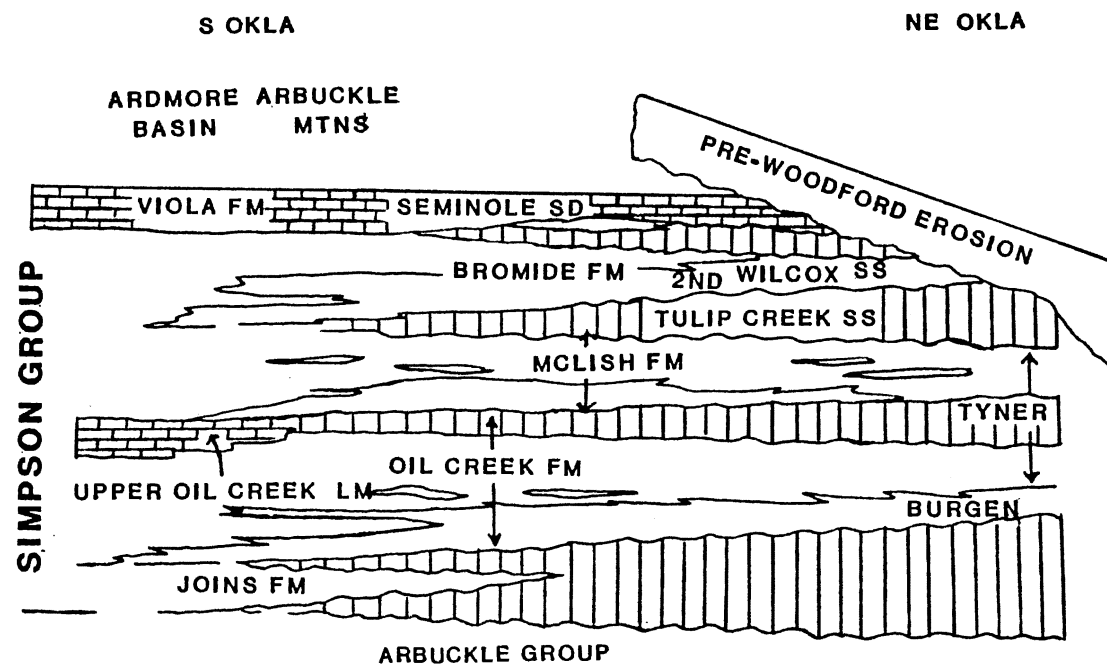 S OKLA
NE OKLA
ARDMORE ARBUCKLE
BASIN MTNS
PRE-WOODFORD EROSION
VIOLA FM
SEMINOLE SD
BROMIDE FM
2ND WILCOX SS
TULIP CREEK SS
MCLISH FM
TYNER
OIL CREEK FM
UPPER OIL CREEK LM
BURGEN
JOINS FM
ARBUCKLE GROUP
SIMPSON GROUP